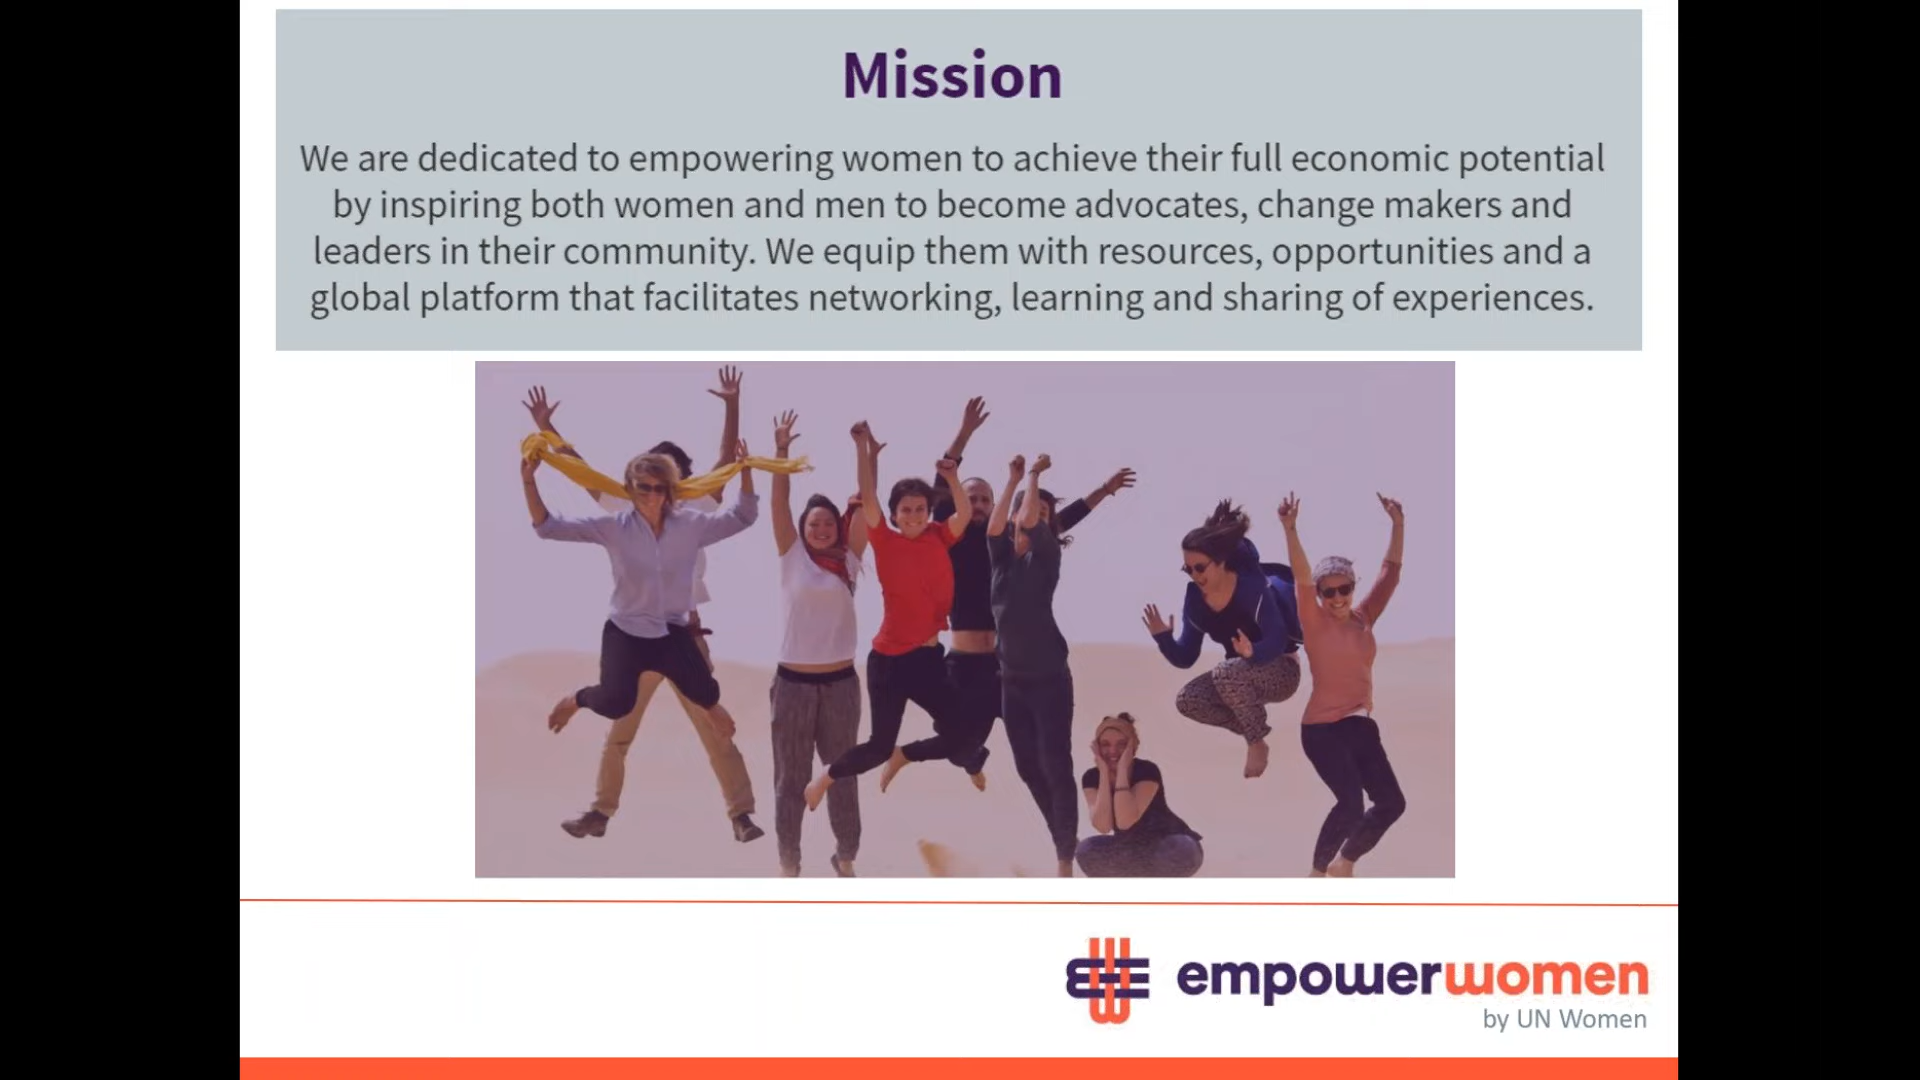 Mission
We are dedicated to empowering women to achieve their full economic potential
by inspiring both women and men to become advocates, change makers and
leaders in their community. We equip them with resources, opportunities and a
global platform that facilitates networking, learning and sharing of experiences.
empowerwomen
by UN Women